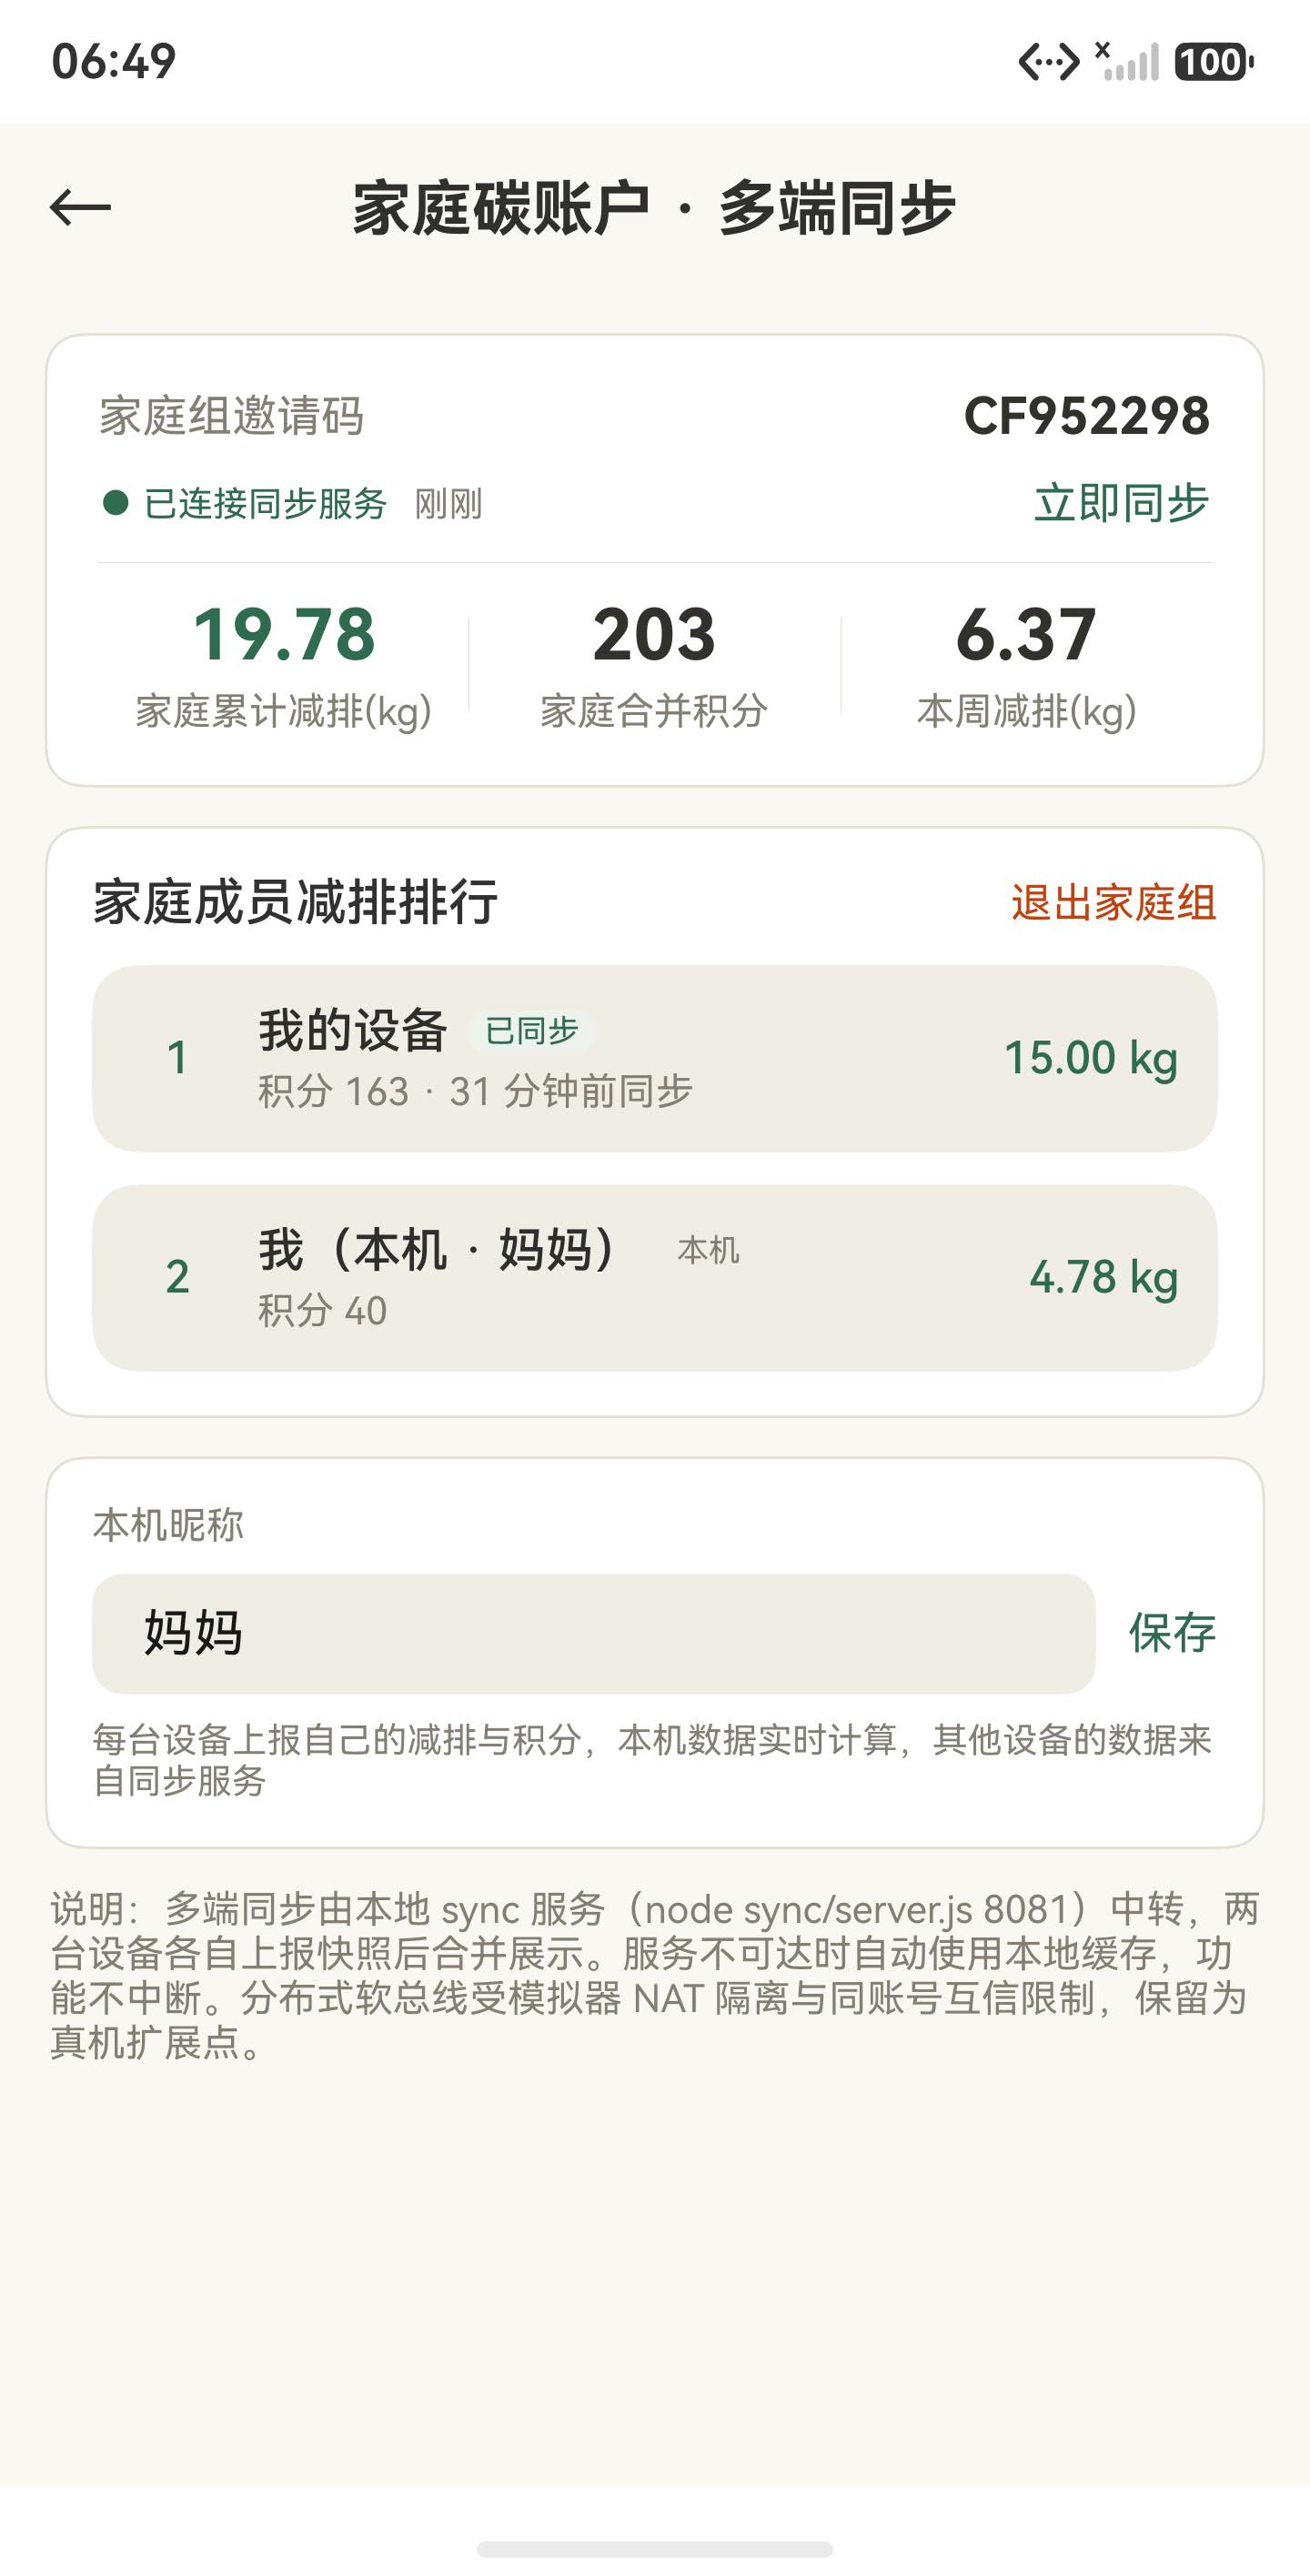 06:49
100
家庭碳账户 · 多端同步
家庭组邀请码 CF952298
已连接同步服务 刚刚 立即同步
19.78 203 6.37
家庭累计减排(kg) 家庭合并积分 本周减排(kg)
家庭成员减排排行 退出家庭组
1 我的设备 已同步 15.00 kg
积分 163 · 31 分钟前同步
2 我（本机 · 妈妈） 本机 4.78 kg
积分 40
本机昵称
妈妈 保存
每台设备上报自己的减排与积分，本机数据实时计算，其他设备的数据来
自同步服务
说明：多端同步由本地 sync 服务（node sync/server.js 8081）中转，两
台设备各自上报快照后合并展示。服务不可达时自动使用本地缓存，功
能不中断。分布式软总线受模拟器 NAT 隔离与同账号互信限制，保留为
真机扩展点。